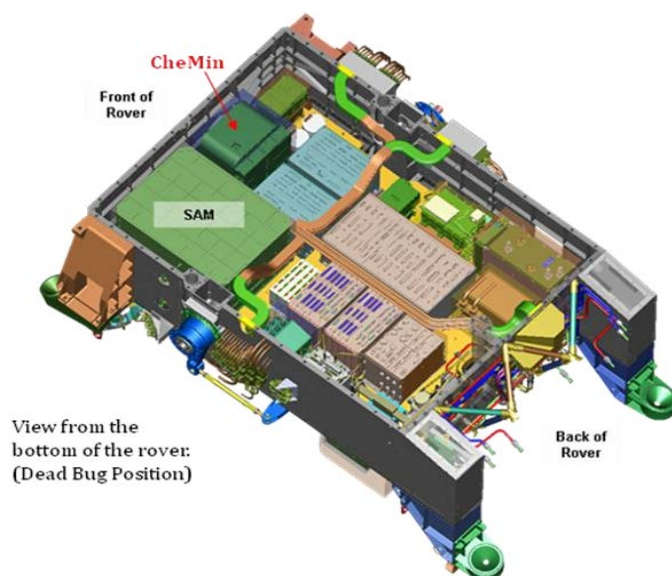 CheMin
Front of
Rover
SAM
View from the
bottom of the rover.
(Dead Bug Position)
Back of
Rover